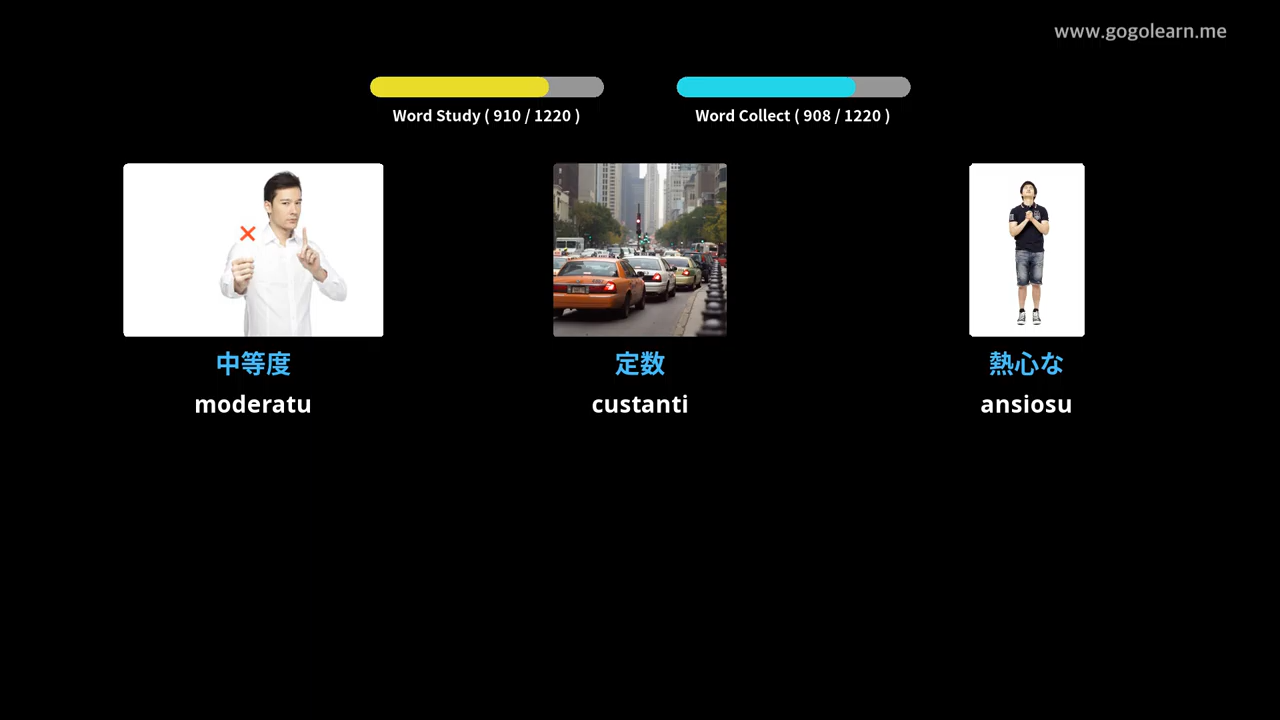 www.gogolearn.me
Word Study ( 910 / 1220 )
Word Collect ( 908 / 1220 )
中等度
定数
熱心な
moderatu
custanti
ansiosu